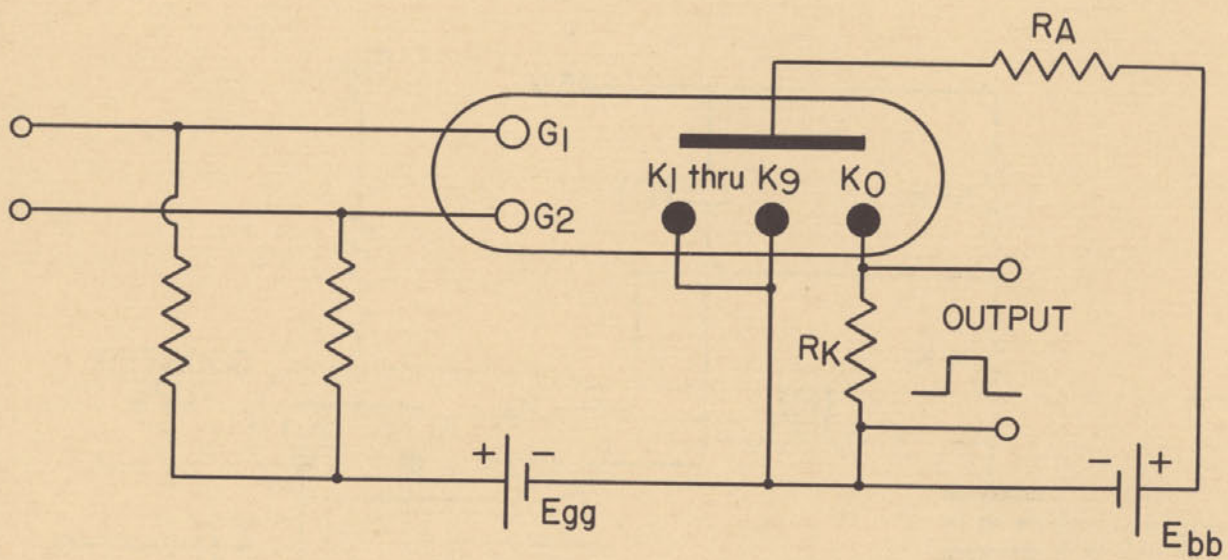 RA
G1
G2
K1 thru K9 K0
OUTPUT
RK
+ -
Egg
- +
Ebb